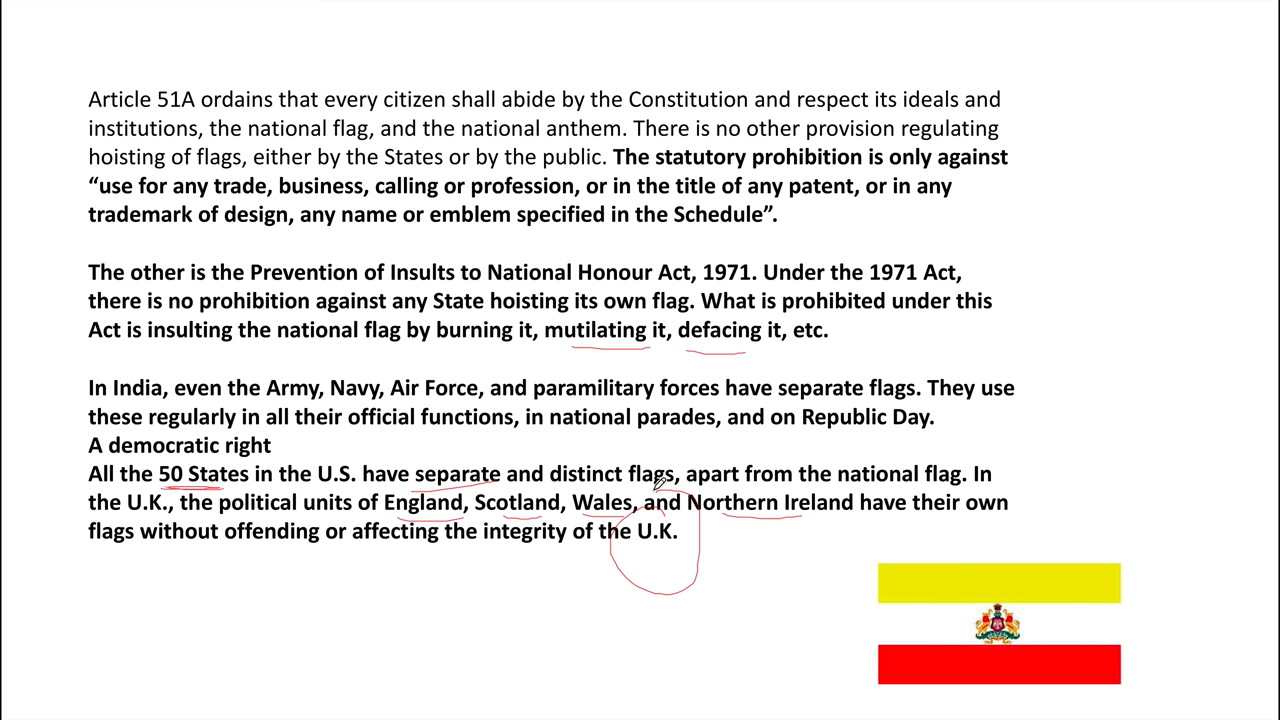 Article 51A ordains that every citizen shall abide by the Constitution and respect its ideals and
institutions, the national flag, and the national anthem. There is no other provision regulating
hoisting of flags, either by the States or by the public. The statutory prohibition is only against
“use for any trade, business, calling or profession, or in the title of any patent, or in any
trademark of design, any name or emblem specified in the Schedule”.
The other is the Prevention of Insults to National Honour Act, 1971. Under the 1971 Act,
there is no prohibition against any State hoisting its own flag. What is prohibited under this
Act is insulting the national flag by burning it, mutilating it, defacing it, etc.
In India, even the Army, Navy, Air Force, and paramilitary forces have separate flags. They use
these regularly in all their official functions, in national parades, and on Republic Day.
A democratic right
All the 50 States in the U.S. have separate and distinct flags, apart from the national flag. In
the U.K., the political units of England, Scotland, Wales, and Northern Ireland have their own
flags without offending or affecting the integrity of the U.K.